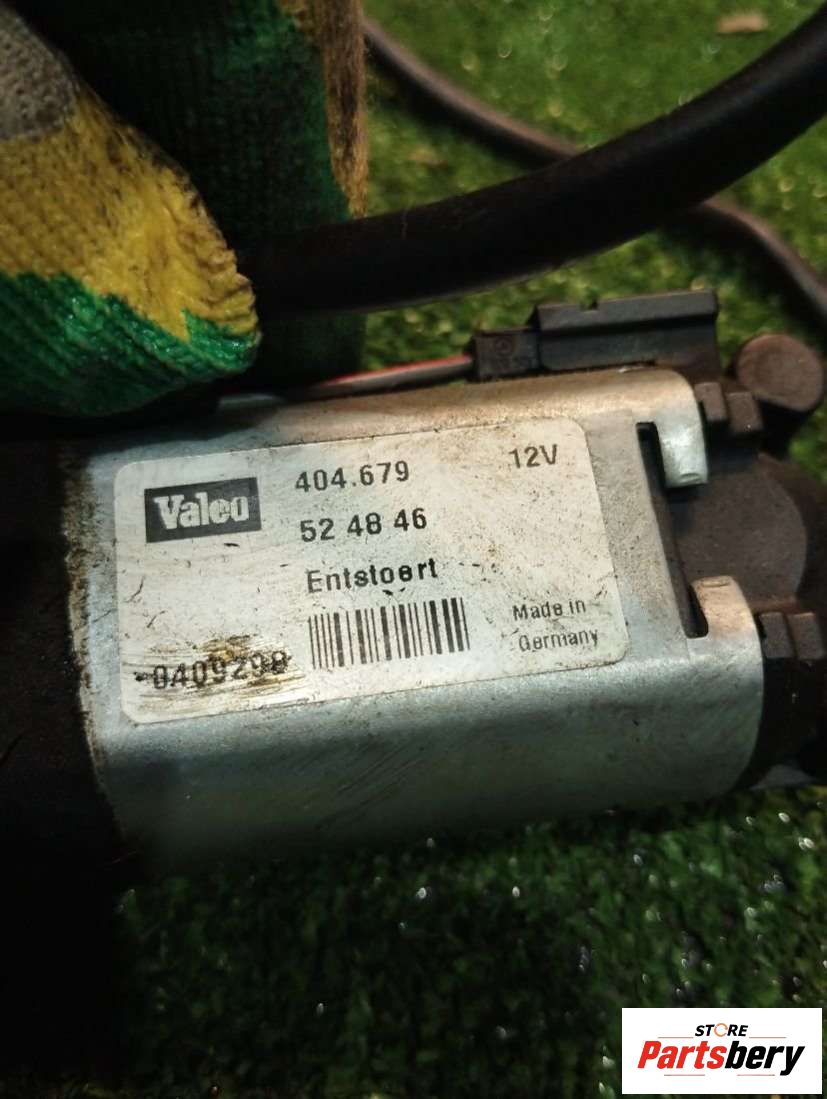 Valeo
404.679
12V
52 48 46
Entstoert
Made in
Germany
0409298
STORE
Partsbery